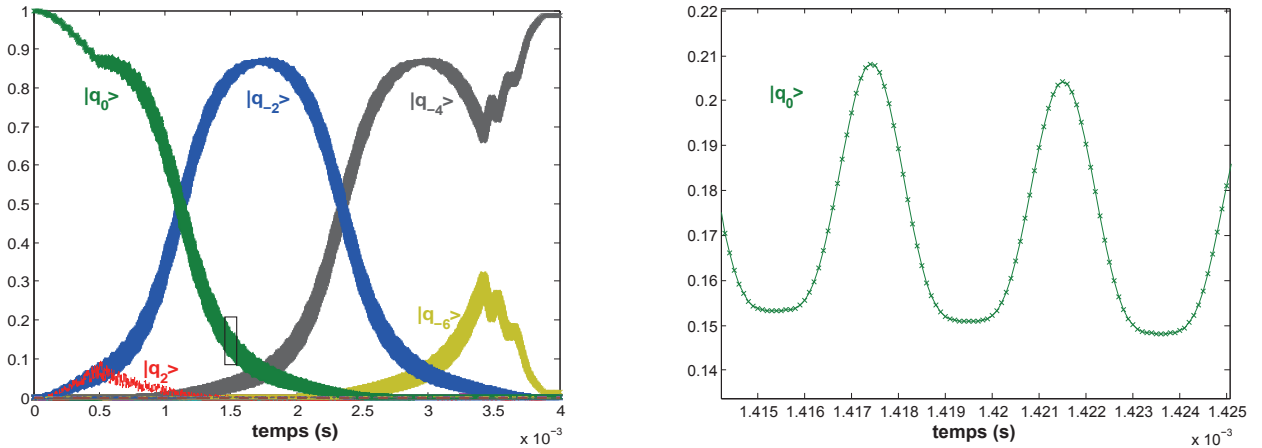 1
0.9
0.8
0.7
0.6
0.5
0.4
0.3
0.2
0.1
0
|q0>
|q−2>
|q−4>
|q−6>
|q2>
0 0.5 1 1.5 2 2.5 3 3.5 4
temps (s)
x 10−3
0.22
0.21
0.2
0.19
0.18
0.17
0.16
0.15
0.14
|q0>
1.415 1.416 1.417 1.418 1.419 1.42 1.421 1.422 1.423 1.424 1.425
temps (s)
x 10−3